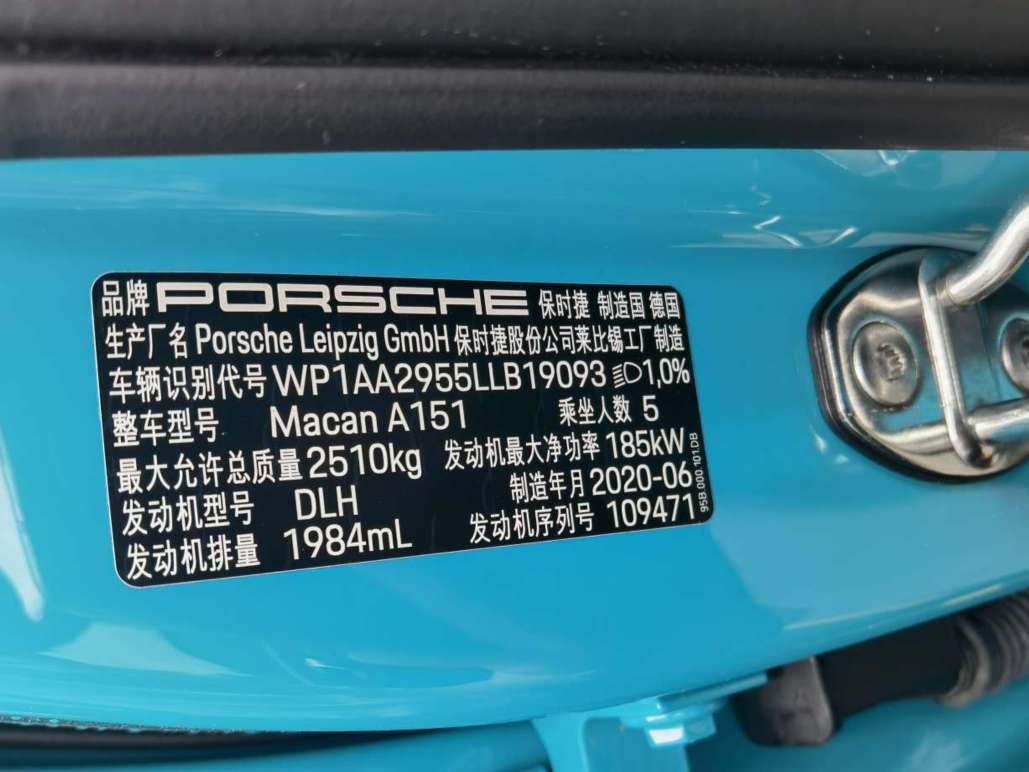 品牌 PORSCHE 保时捷 制造国 德国
生产厂名 Porsche Leipzig GmbH 保时捷股份公司莱比锡工厂制造
车辆识别代号 WP1AA2955LLB19093 1,0%
整车型号 Macan A151 乘坐人数 5
最大允许总质量 2510kg 发动机最大净功率 185kW
发动机型号 DLH 制造年月 2020-06
发动机排量 1984mL 发动机序列号 109471
95B.000.101.DB